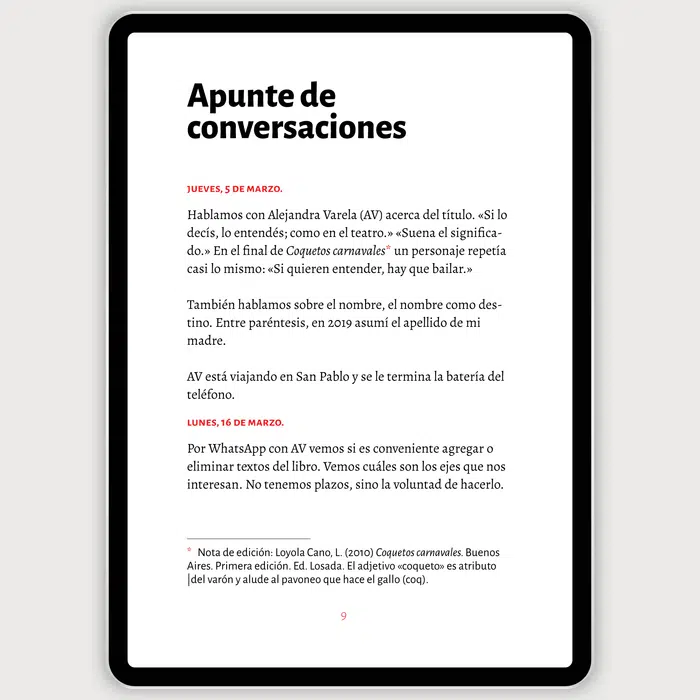 Apunte de
conversaciones
JUEVES, 5 DE MARZO.
Hablamos con Alejandra Varela (AV) acerca del título. «Si lo
decís, lo entendés; como en el teatro.» «Suena el significa-
do.» En el final de Coquetos carnavales* un personaje repetía
casi lo mismo: «Si quieren entender, hay que bailar.»
También hablamos sobre el nombre, el nombre como des-
tino. Entre paréntesis, en 2019 asumí el apellido de mi
madre.
AV está viajando en San Pablo y se le termina la batería del
teléfono.
LUNES, 16 DE MARZO.
Por WhatsApp con AV vemos si es conveniente agregar o
eliminar textos del libro. Vemos cuáles son los ejes que nos
interesan. No tenemos plazos, sino la voluntad de hacerlo.
* Nota de edición: Loyola Cano, L. (2010) Coquetos carnavales. Buenos
Aires. Primera edición. Ed. Losada. El adjetivo «coqueto» es atributo
del varón y alude al pavoneo que hace el gallo (coq).
9